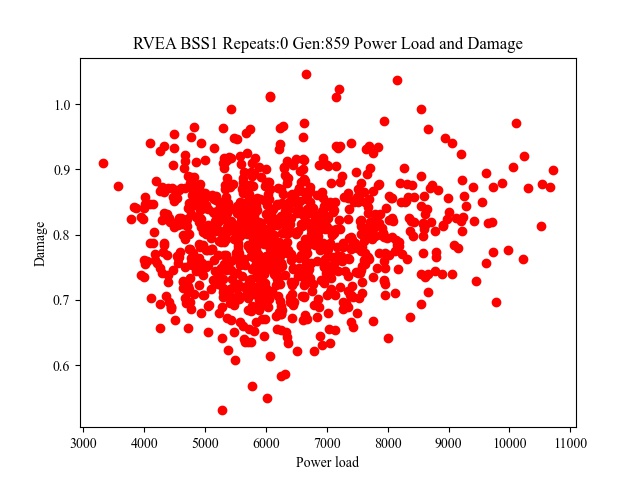 RVEA BSS1 Repeats:0 Gen:859 Power Load and Damage
1.0
0.9
0.8
0.7
0.6
Damage
3000 4000 5000 6000 7000 8000 9000 10000 11000
Power load